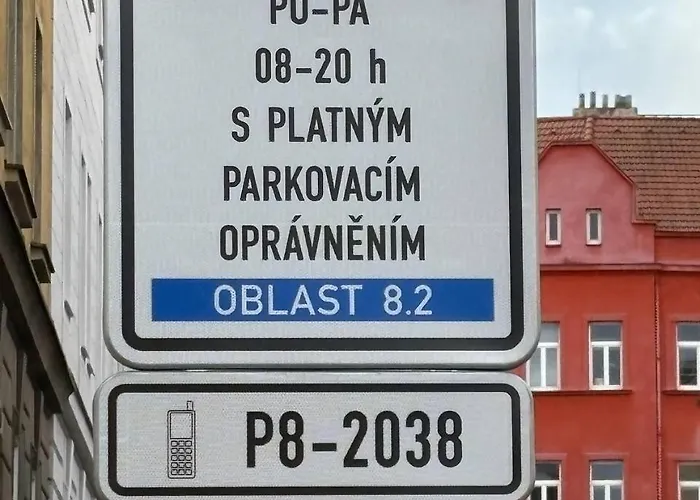 PO-PÁ
08-20 h
S PLATNÝM
PARKOVACÍM
OPRÁVNĚNÍM
OBLAST 8.2
P8-2038